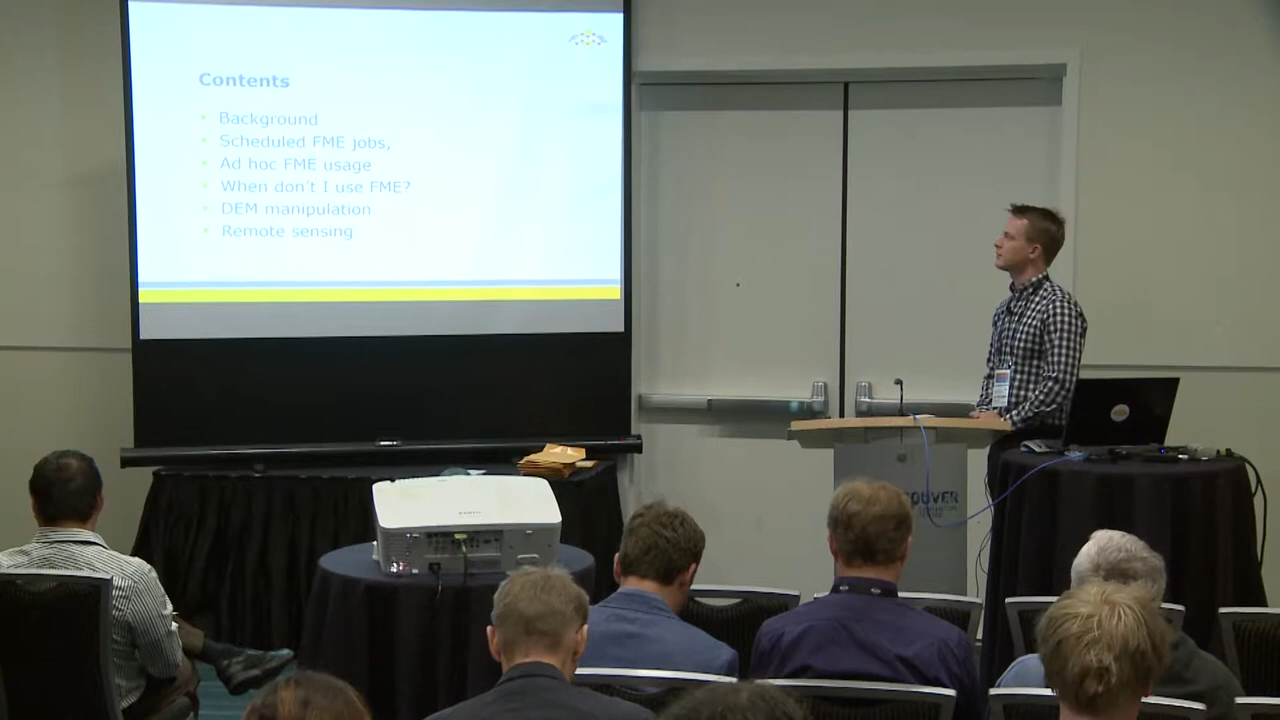 Contents
Background
Scheduled FME jobs,
Ad hoc FME usage
When don't I use FME?
DEM manipulation
Remote sensing